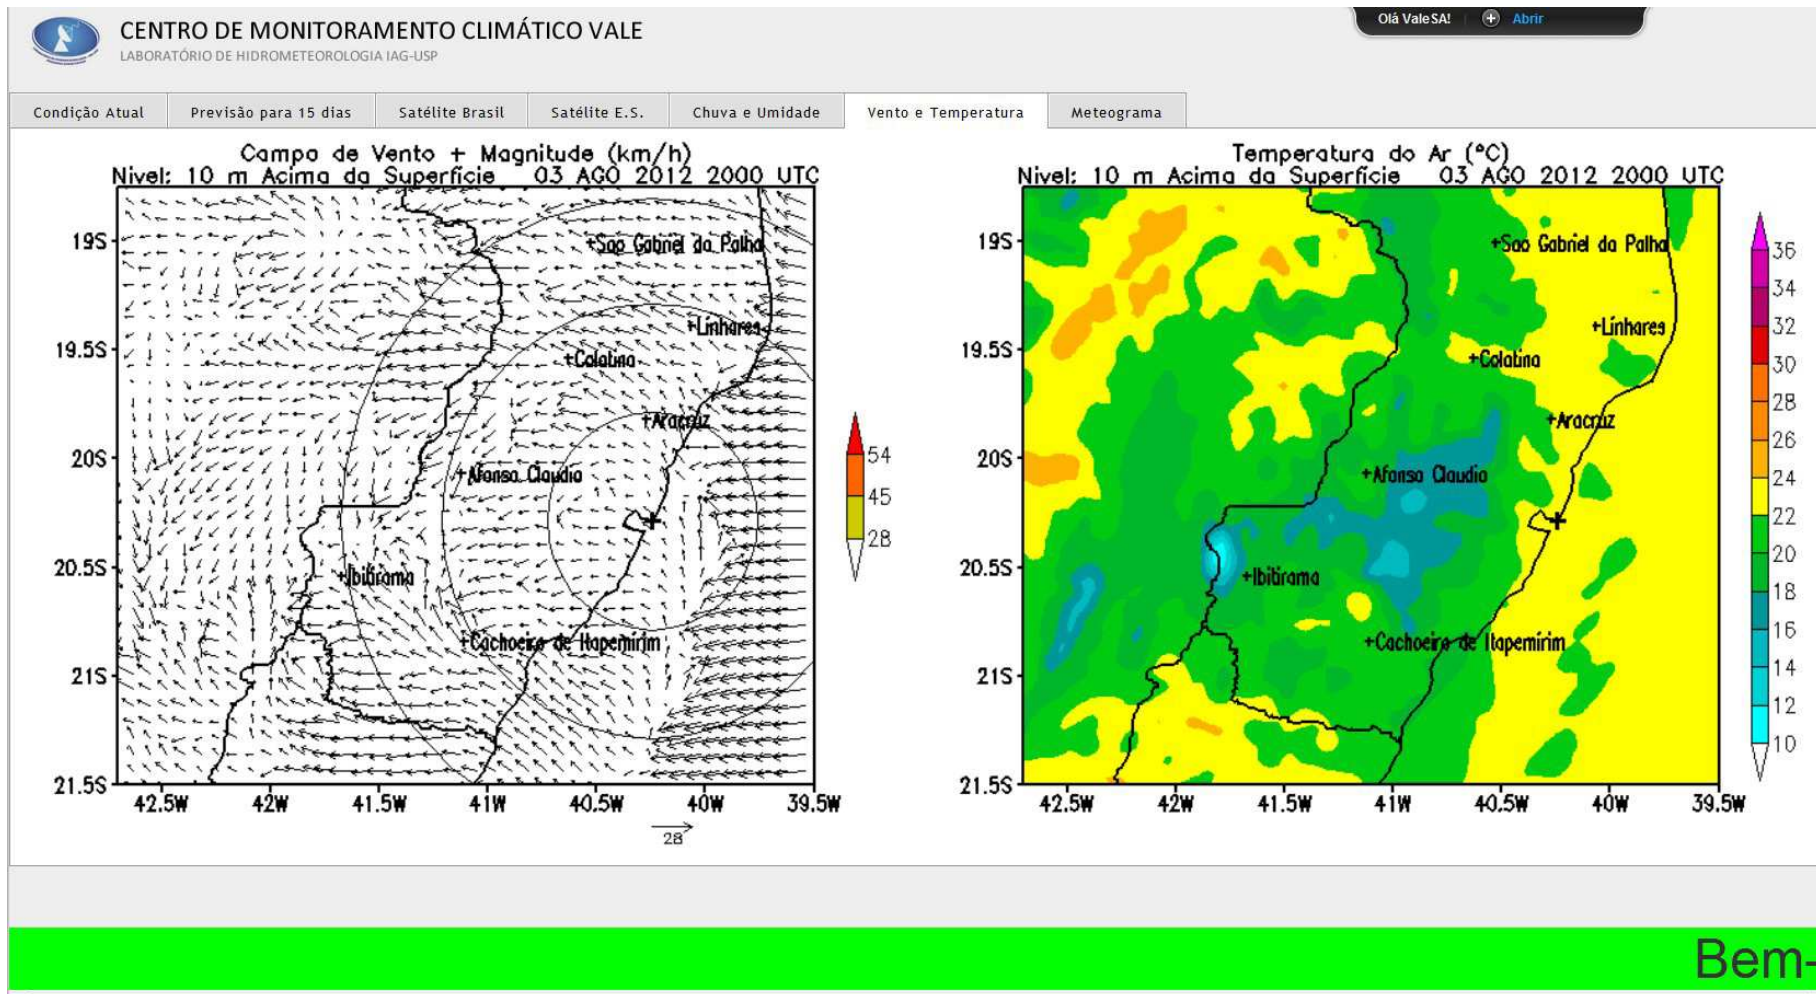 CENTRO DE MONITORAMENTO CLIMÁTICO VALE
LABORATÓRIO DE HIDROMETEOROLOGIA IAG-USP
Olá ValeSA! Abrir
Condição Atual Previsão para 15 dias Satélite Brasil Satélite E.S. Chuva e Umidade Vento e Temperatura Meteograma
Campo de Vento + Magnitude (km/h)
Nivel: 10 m Acima da Superfície 03 AGO 2012 2000 UTC
19S
19.5S
20S
20.5S
21S
21.5S
+Sao Gabriel da Palha
+Linhares
+Colatina
+Aracruz
+Afonso Claudio
+Ibitirama
+Cachoeiro de Itapemirim
42.5W 42W 41.5W 41W 40.5W 40W 39.5W
28
54
45
28
Temperatura do Ar (ºC)
Nivel: 10 m Acima da Superfície 03 AGO 2012 2000 UTC
19S
19.5S
20S
20.5S
21S
21.5S
+Sao Gabriel da Palha
+Linhares
+Colatina
+Aracruz
+Afonso Claudio
+Ibitirama
+Cachoeiro de Itapemirim
42.5W 42W 41.5W 41W 40.5W 40W 39.5W
36
34
32
30
28
26
24
22
20
18
16
14
12
10
Bem-